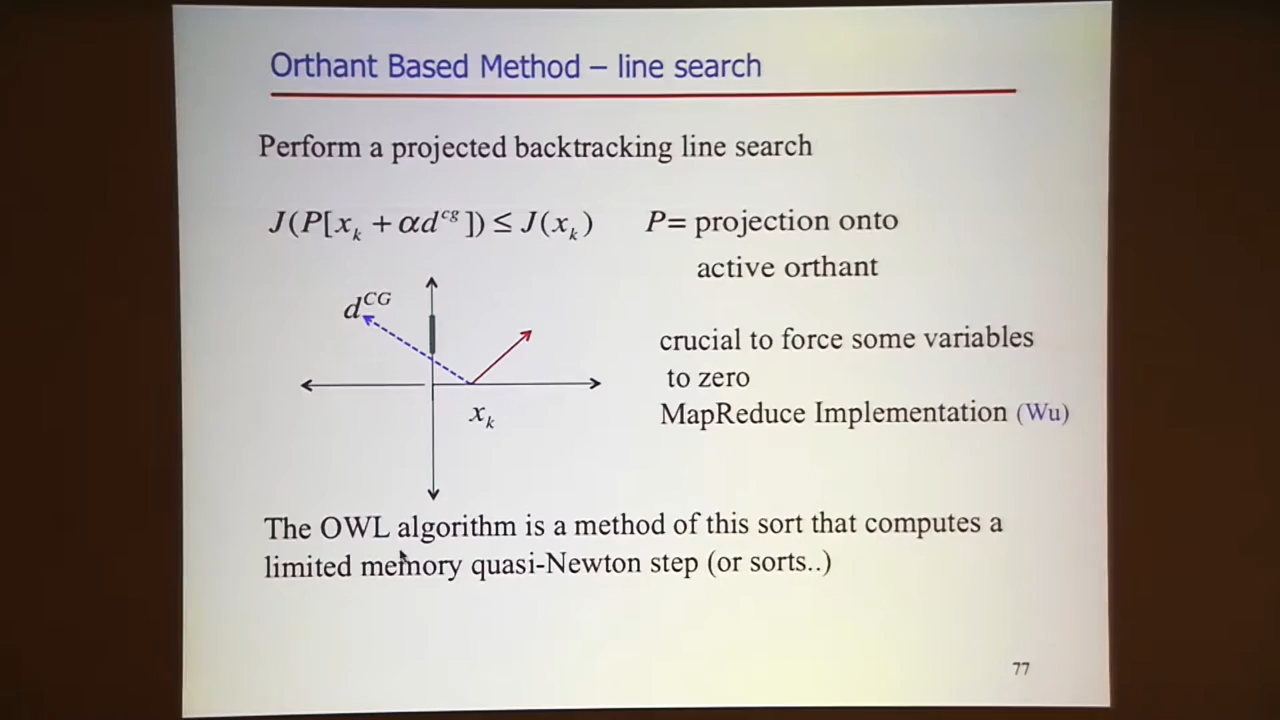 Orthant Based Method – line search
Perform a projected backtracking line search
J(P[x_k + αd^{cg}]) ≤ J(x_k)
P= projection onto
active orthant
d^{CG}
crucial to force some variables
to zero
x_k
MapReduce Implementation (Wu)
The OWL algorithm is a method of this sort that computes a
limited memory quasi-Newton step (or sorts..)
77